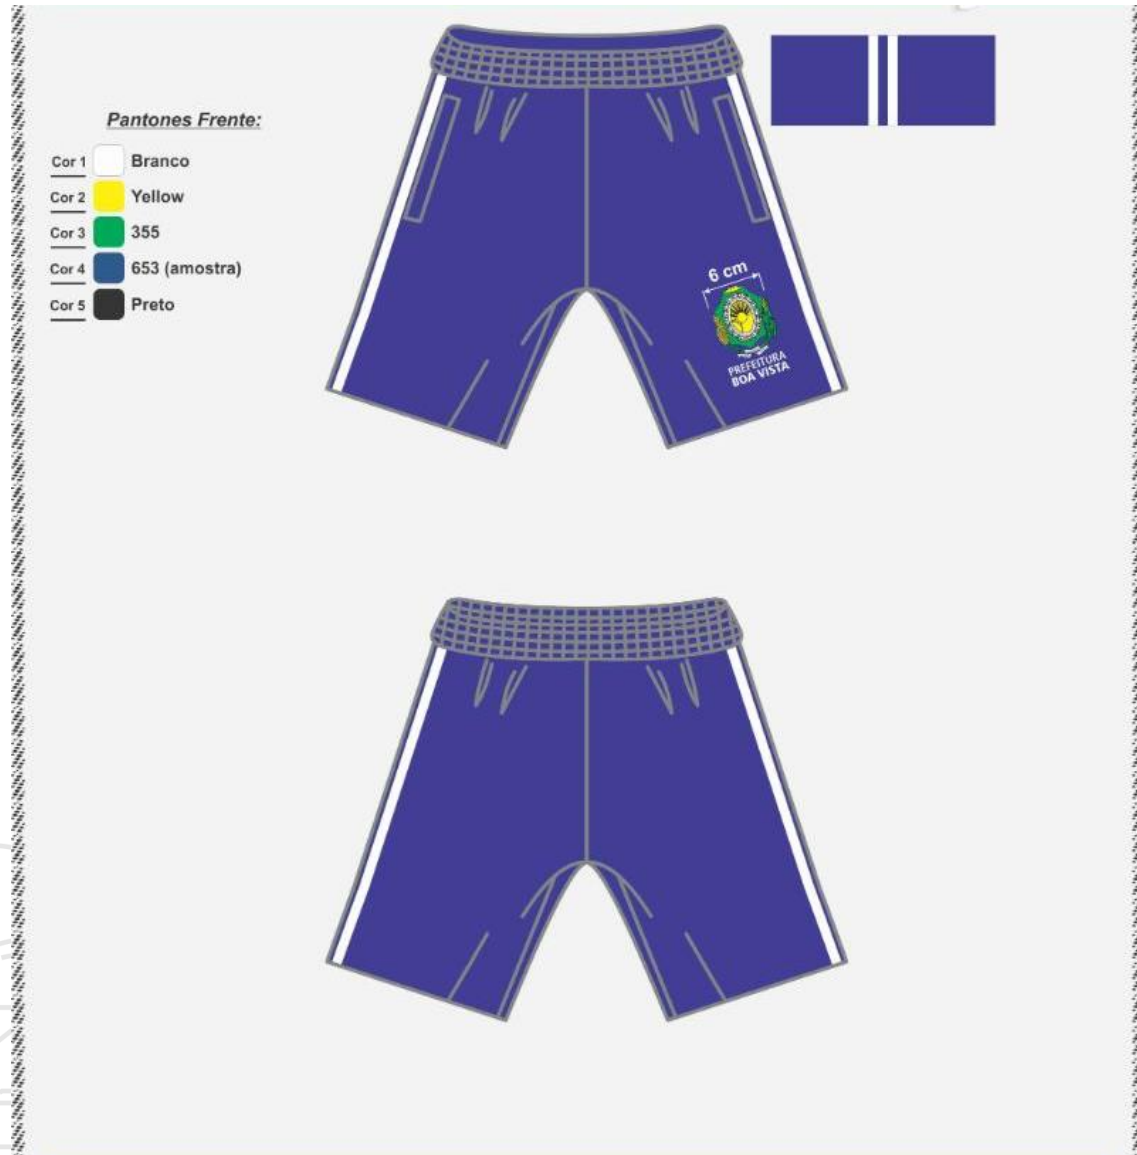 Pantones Frente:
Cor 1 Branco
Cor 2 Yellow
Cor 3 355
Cor 4 653 (amostra)
Cor 5 Preto
6 cm
PREFEITURA
BOA VISTA